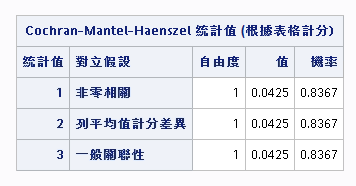 Cochran-Mantel-Haenszel 統計值 (根據表格計分)
統計值 對立假設 自由度 值 機率
1 非零相關 1 0.0425 0.8367
2 列平均值計分差異 1 0.0425 0.8367
3 一般關聯性 1 0.0425 0.8367